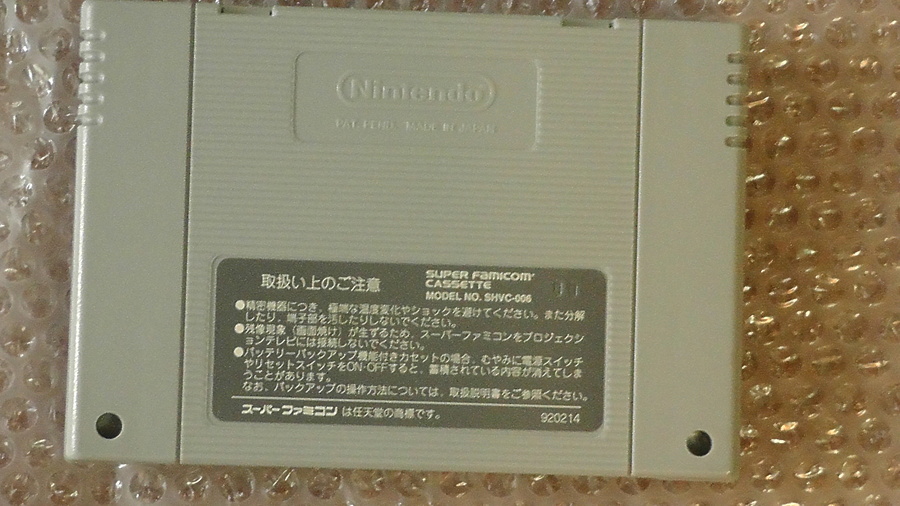 Nintendo
PAT. PEND. MADE IN JAPAN
取扱い上のご注意
SUPER FAMICOM
CASSETTE
MODEL NO. SHVC-006
●精密機器につき、極端な温度変化やショックを避けてください。また分解
したり、端子部を汚したりしないでください。
●残像現象（画面焼け）が生ずるため、スーパーファミコンをプロジェクシ
ョンテレビには接続しないでください。
●バッテリーバックアップ機能付きカセットの場合、むやみに電源スイッチ
やリセットスイッチをON・OFFすると、蓄積されている内容が消えてしま
うことがあります。
なお、バックアップの操作方法については、取扱説明書をご参照ください。
スーパーファミコン は任天堂の商標です。
920214